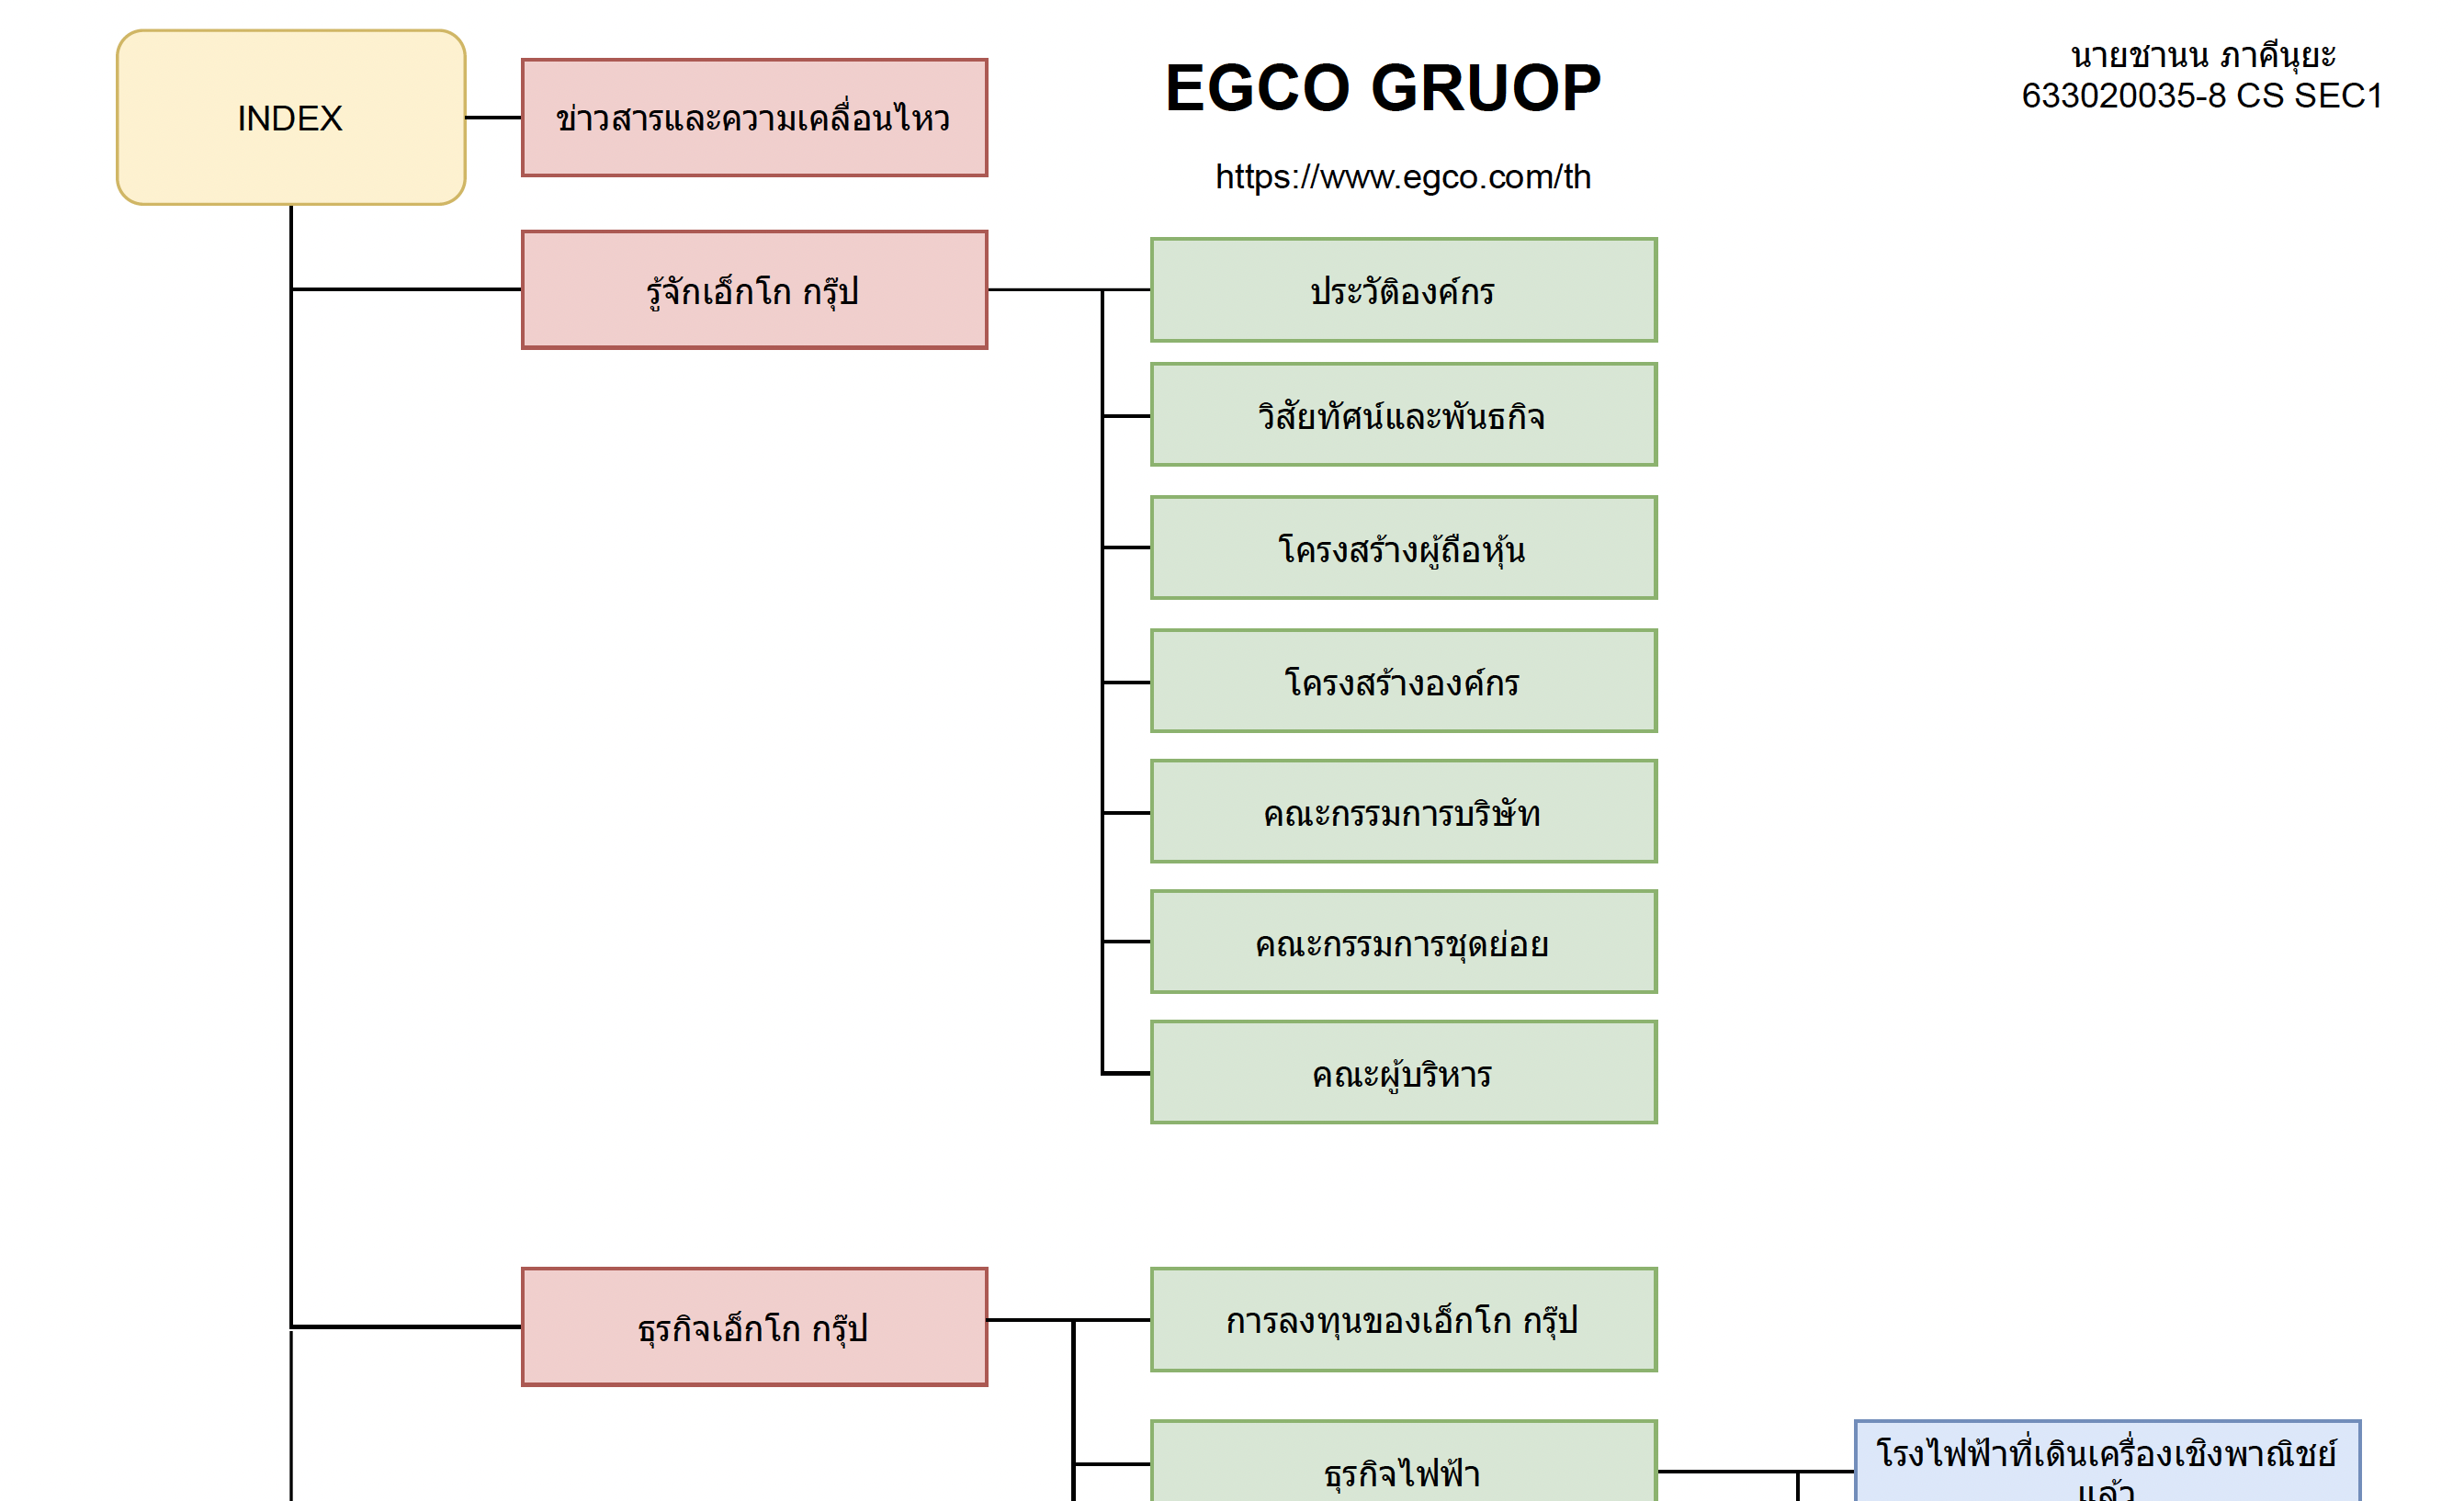 INDEX
ข่าวสารและความเคลื่อนไหว
EGCO GRUOP
https://www.egco.com/th
นายชานน ภาคีนุยะ
633020035-8 CS SEC1
รู้จักเอ็กโก กรุ๊ป
ประวัติองค์กร
วิสัยทัศน์และพันธกิจ
โครงสร้างผู้ถือหุ้น
โครงสร้างองค์กร
คณะกรรมการบริษัท
คณะกรรมการชุดย่อย
คณะผู้บริหาร
ธุรกิจเอ็กโก กรุ๊ป
การลงทุนของเอ็กโก กรุ๊ป
ธุรกิจไฟฟ้า
โรงไฟฟ้าที่เดินเครื่องเชิงพาณิชย์
แล้ว